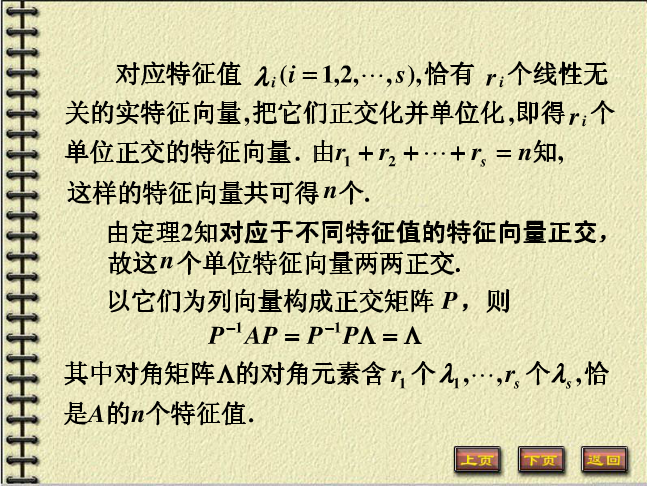 对应特征值 λᵢ (i = 1,2,⋯,s),恰有 rᵢ 个线性无
关的实特征向量,把它们正交化并单位化,即得 rᵢ 个
单位正交的特征向量. 由r₁ + r₂ + ⋯ + rₛ = n知,
这样的特征向量共可得 n 个.
由定理2知对应于不同特征值的特征向量正交,
故这 n 个单位特征向量两两正交.
以它们为列向量构成正交矩阵 P ，则
P⁻¹AP = P⁻¹PΛ = Λ
其中对角矩阵Λ的对角元素含 r₁ 个 λ₁,⋯,rₛ 个 λₛ,恰
是A的n个特征值.
上页 下页 返回